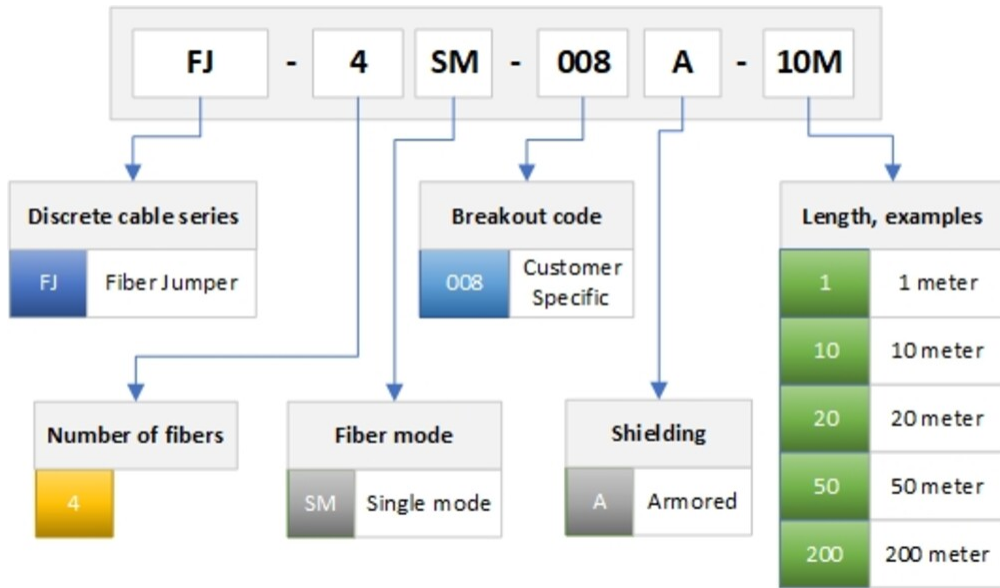 FJ - 4 SM - 008 A - 10M
Discrete cable series
FJ Fiber Jumper
Breakout code
008 Customer
Specific
Length, examples
1 1 meter
10 10 meter
20 20 meter
50 50 meter
200 200 meter
Number of fibers
4
Fiber mode
SM Single mode
Shielding
A Armored